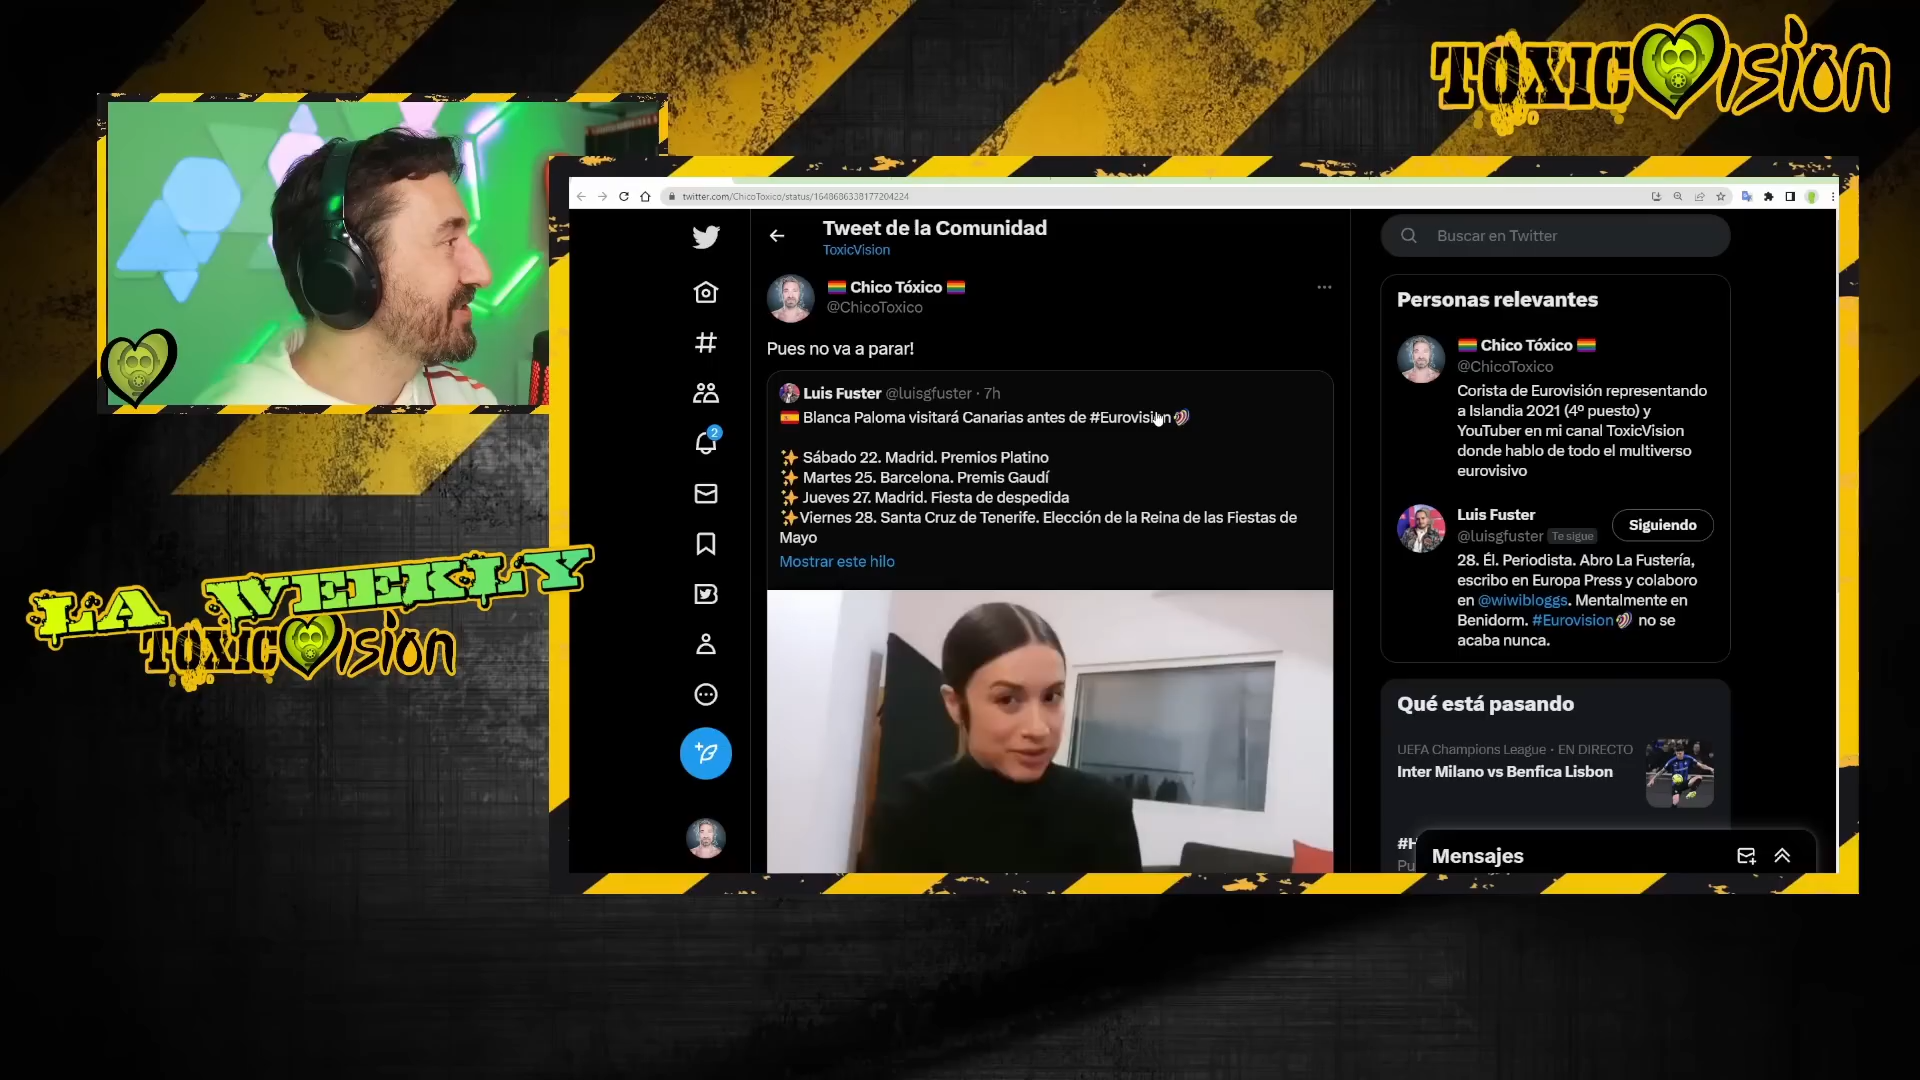 TOXICVision
twitter.com/ChicoToxico/status/1648686338177204224
Tweet de la Comunidad
ToxicVision
Chico Tóxico
@ChicoToxico
Pues no va a parar!
Luis Fuster @luisgfuster · 7h
Blanca Paloma visitará Canarias antes de #Eurovision
Sábado 22. Madrid. Premios Platino
Martes 25. Barcelona. Premis Gaudí
Jueves 27. Madrid. Fiesta de despedida
Viernes 28. Santa Cruz de Tenerife. Elección de la Reina de las Fiestas de
Mayo
Mostrar este hilo
2
Buscar en Twitter
Personas relevantes
Chico Tóxico
@ChicoToxico
Corista de Eurovisión representando
a Islandia 2021 (4º puesto) y
YouTuber en mi canal ToxicVision
donde hablo de todo el multiverso
eurovisivo
Luis Fuster
@luisgfuster Te sigue
Siguiendo
28. Él. Periodista. Abro La Fustería,
escribo en Europa Press y colaboro
en @wiwibloggs. Mentalmente en
Benidorm. #Eurovision no se
acaba nunca.
Qué está pasando
UEFA Champions League · EN DIRECTO
Inter Milano vs Benfica Lisbon
Mensajes
LA WEEKLY
TOXICVision